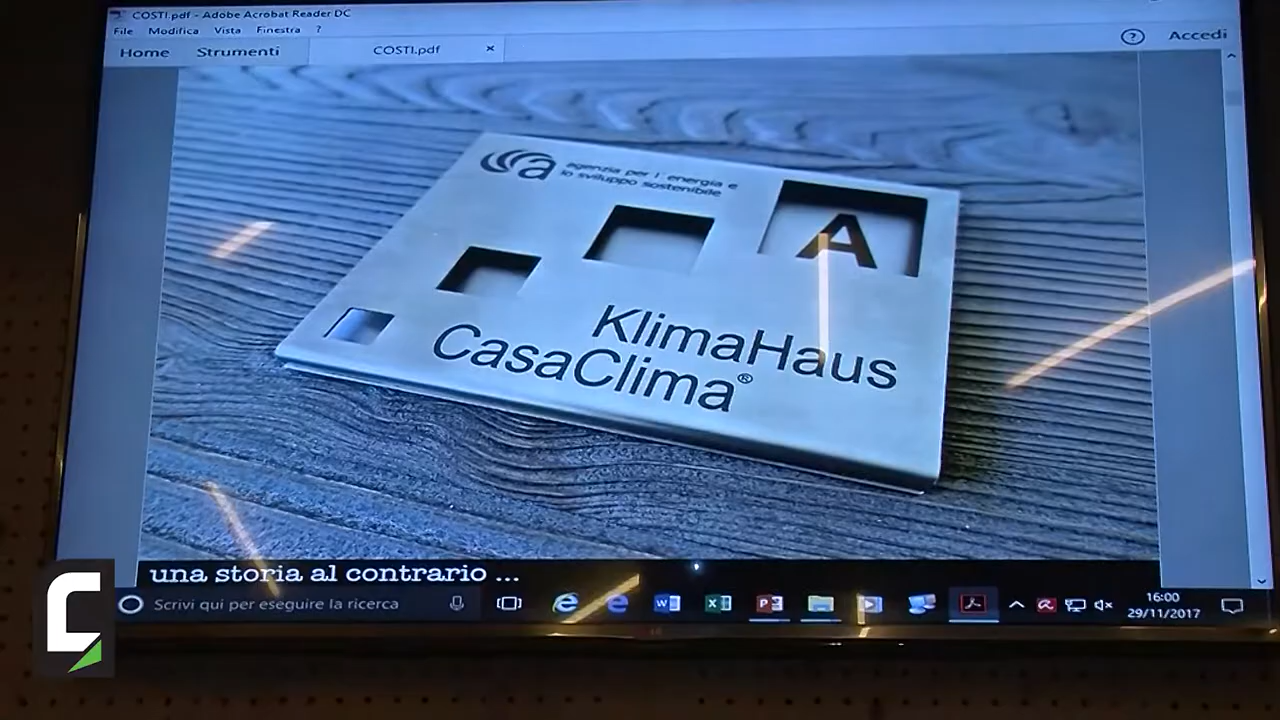 COSTI.pdf - Adobe Acrobat Reader DC
File Modifica Vista Finestra ?
Home Strumenti COSTI.pdf × ? Accedi
a agenzia per l' energia e
lo sviluppo sostenibile
A
KlimaHaus
CasaClima®
una storia al contrario ...
Scrivi qui per eseguire la ricerca
16:00
29/11/2017